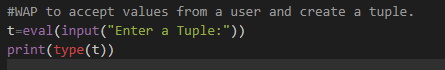 #WAP to accept values from a user and create a tuple.
t=eval(input("Enter a Tuple:"))
print(type(t))